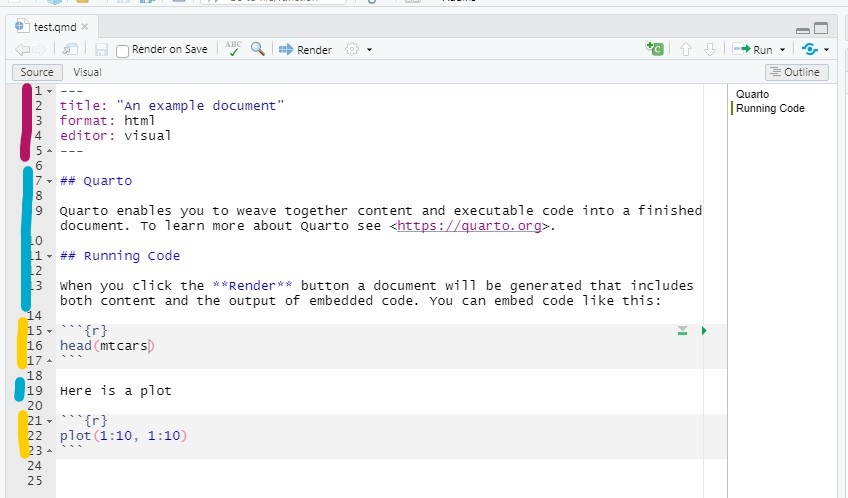 test.qmd
Render on Save
ABC
Render
Run
Source Visual
Outline
1 ---
2 title: "An example document"
3 format: html
4 editor: visual
5 ---
6
7 ## Quarto
8
9 Quarto enables you to weave together content and executable code into a finished
document. To learn more about Quarto see <https://quarto.org>.
10
11 ## Running Code
12
13 When you click the **Render** button a document will be generated that includes
both content and the output of embedded code. You can embed code like this:
14
15 ```{r}
16 head(mtcars)
17 ```
18
19 Here is a plot
20
21 ```{r}
22 plot(1:10, 1:10)
23 ```
24
25
Quarto
Running Code